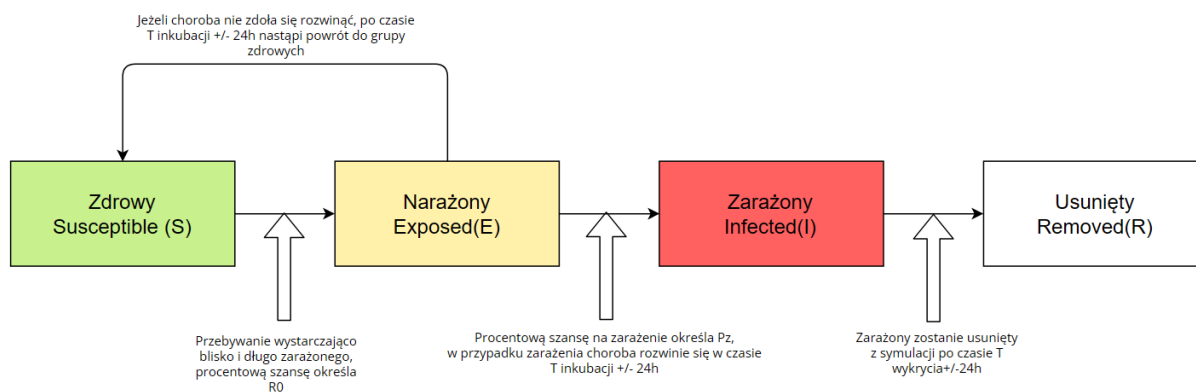 Jeżeli choroba nie zdoła się rozwinąć, po czasie
T inkubacji +/- 24h nastąpi powrót do grupy
zdrowych
Zdrowy
Susceptible (S)
Narażony
Exposed(E)
Zarażony
Infected(I)
Usunięty
Removed(R)
Przebywanie wystarczająco
blisko i długo zarażonego,
procentową szansę określa
R0
Procentową szansę na zarażenie określa Pz,
w przypadku zarażenia choroba rozwinie się w czasie
T inkubacji +/- 24h
Zarażony zostanie usunięty
z symulacji po czasie T
wykrycia+/-24h